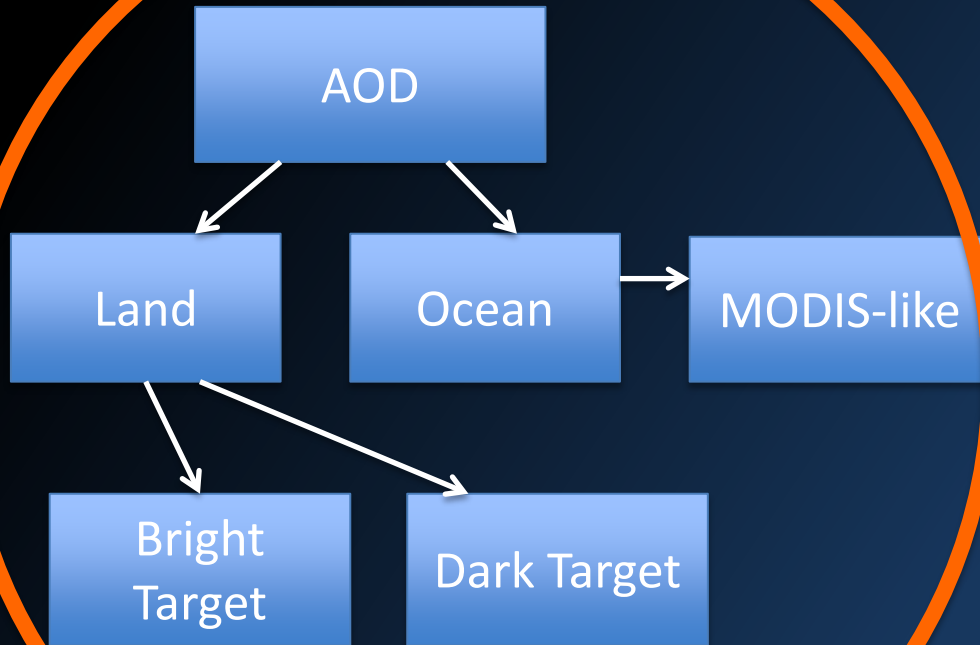 AOD
Land
Ocean
MODIS-like
Bright
Target
Dark Target